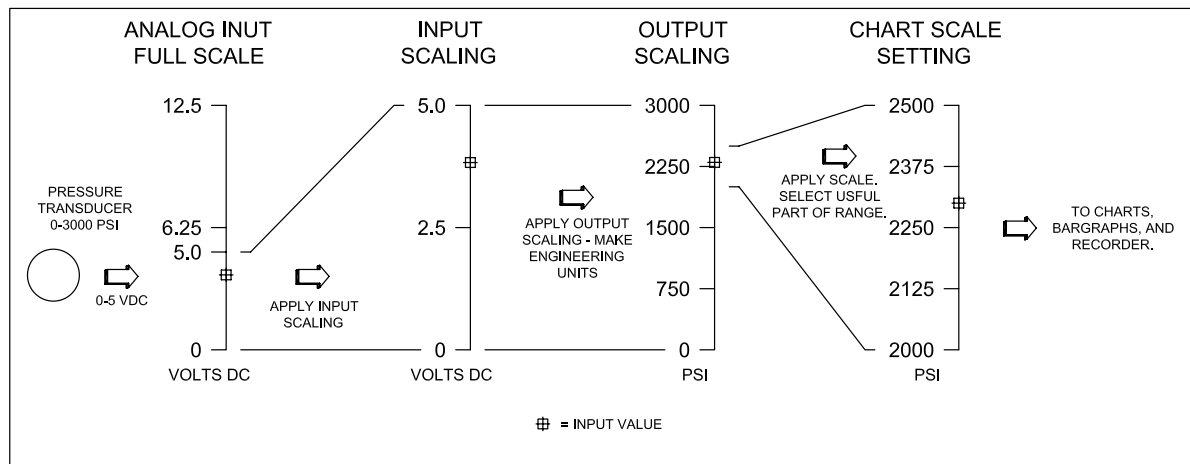 ANALOG INUT
FULL SCALE
INPUT
SCALING
OUTPUT
SCALING
CHART SCALE
SETTING
PRESSURE
TRANSDUCER
0-3000 PSI
0-5 VDC
12.5
6.25
5.0
0
VOLTS DC
APPLY INPUT
SCALING
5.0
2.5
0
VOLTS DC
APPLY OUTPUT
SCALING - MAKE
ENGINEERING
UNITS
3000
2250
1500
750
0
PSI
APPLY SCALE.
SELECT USFUL
PART OF RANGE.
2500
2375
2250
2125
2000
PSI
TO CHARTS,
BARGRAPHS, AND
RECORDER.
= INPUT VALUE